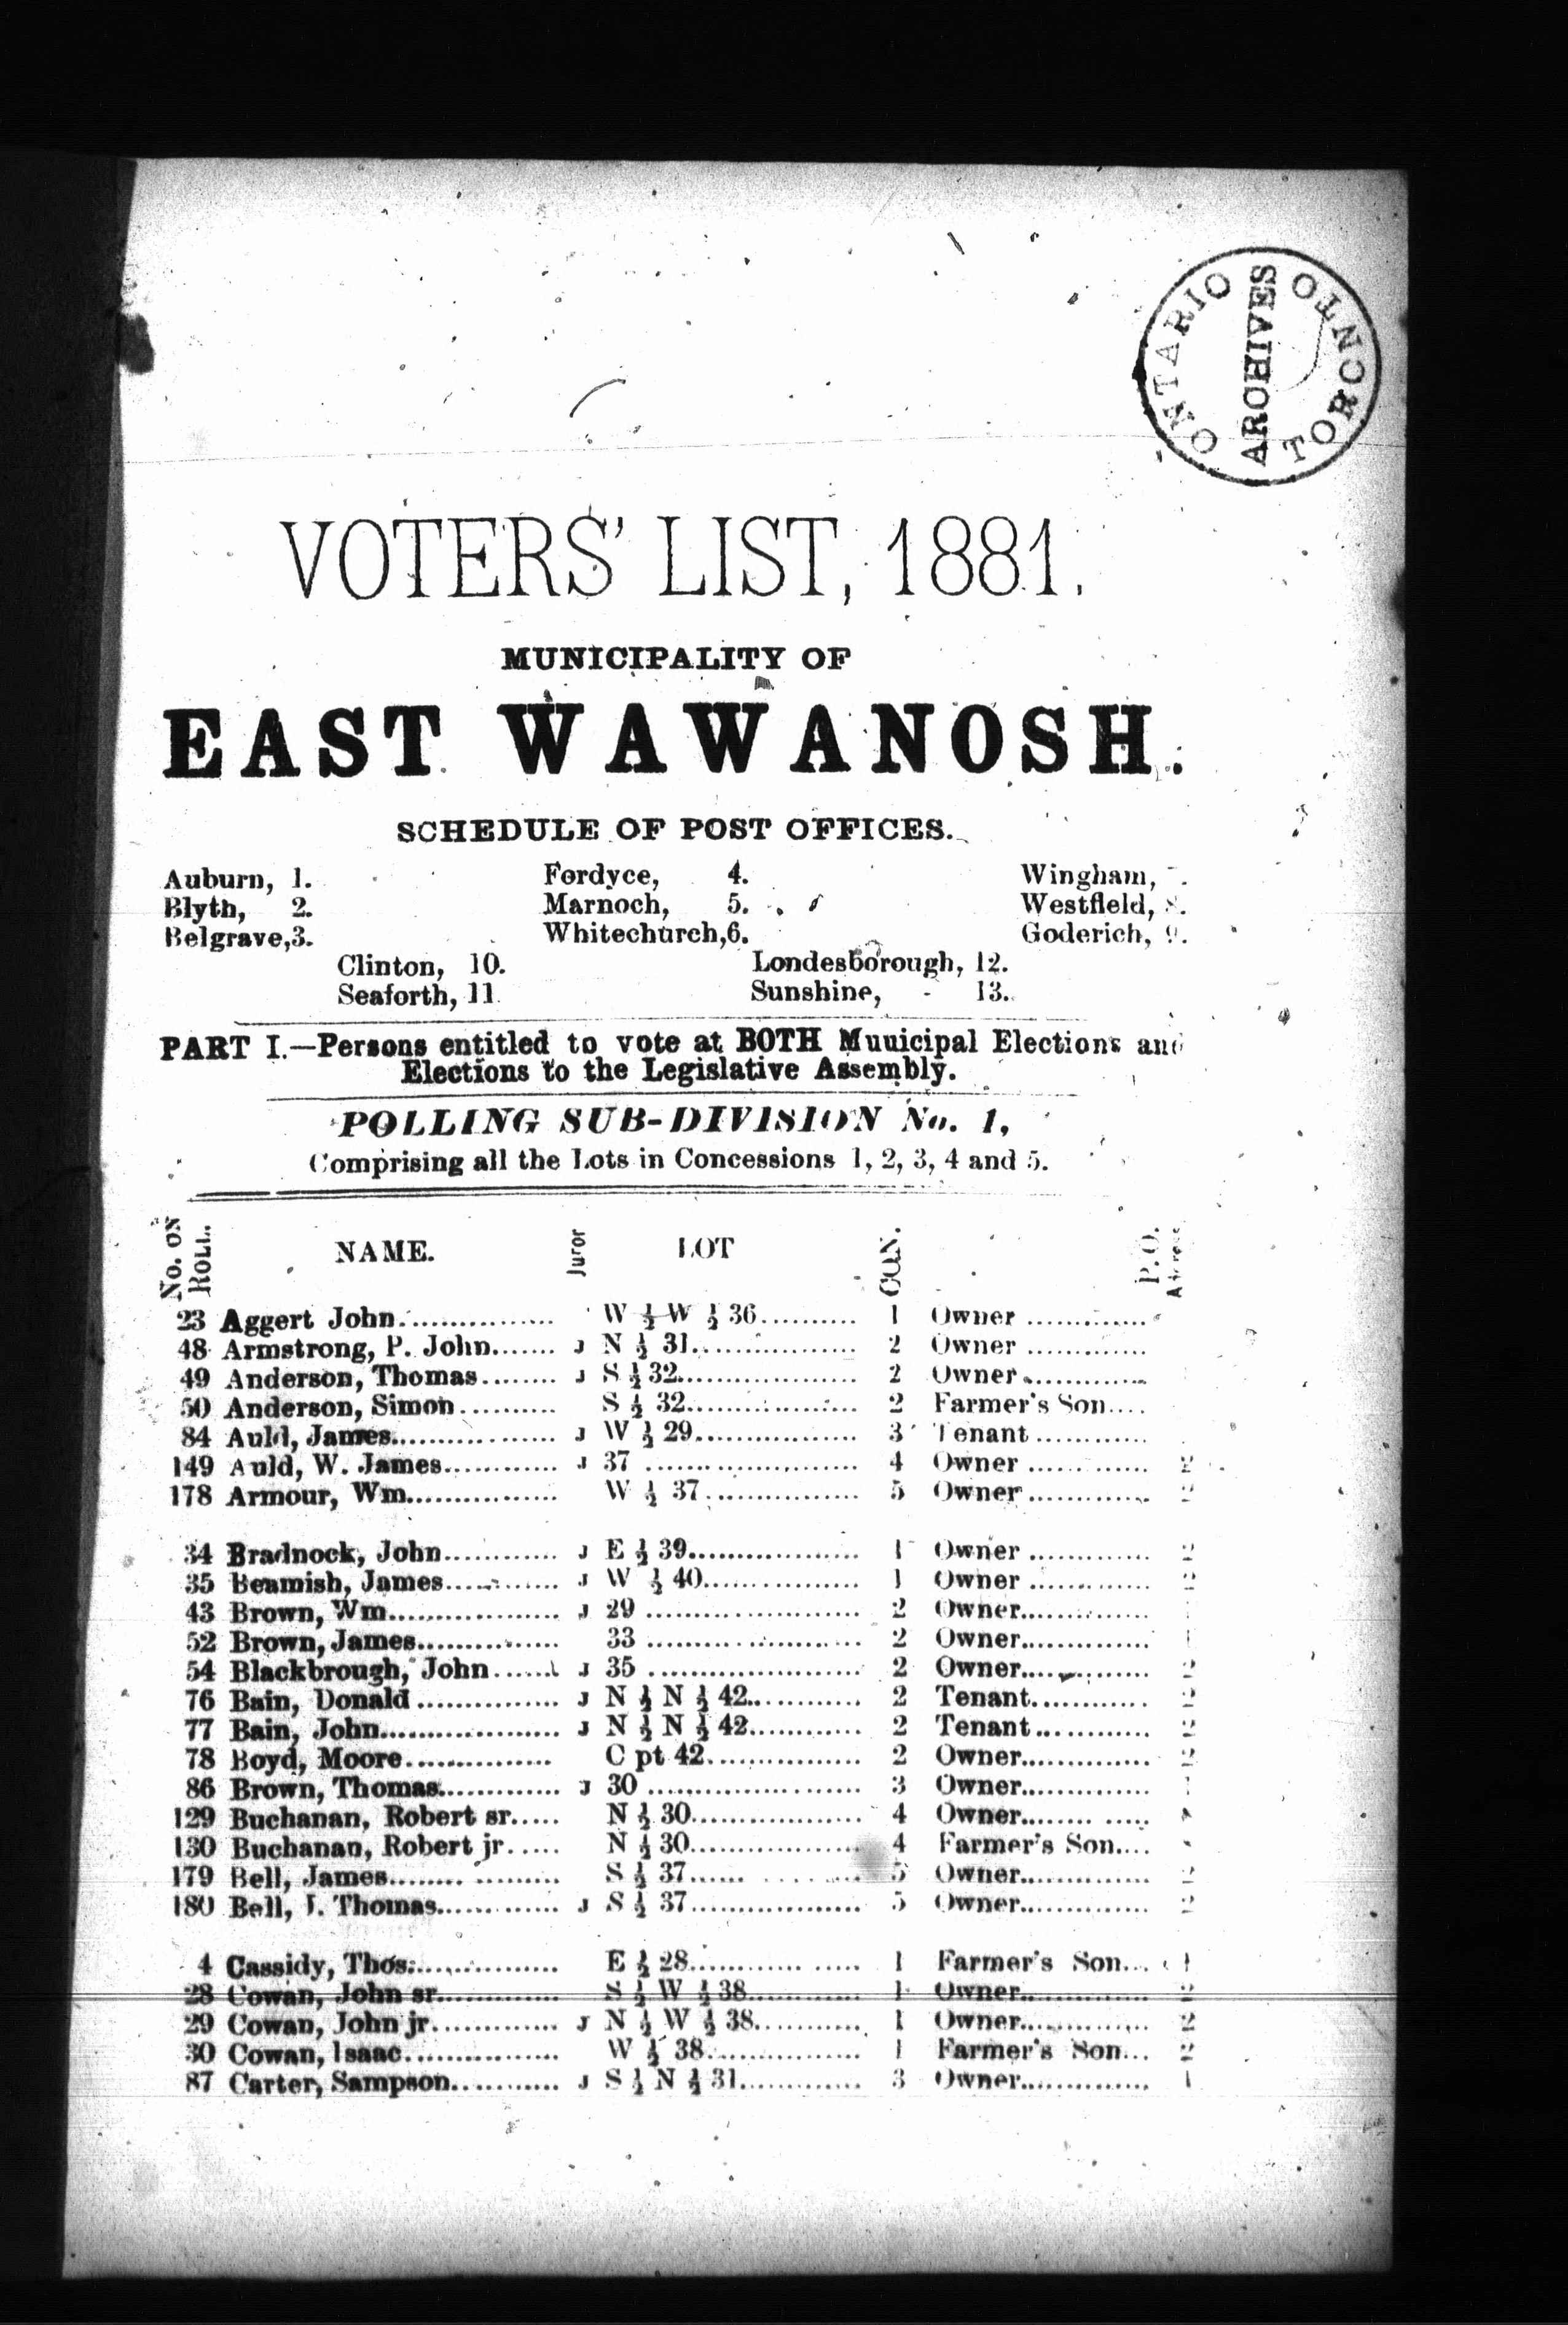 ONTARIO
ARCHIVES
TORONTO
VOTERS' LIST, 1881.
MUNICIPALITY OF
EAST WAWANOSH.
SCHEDULE OF POST OFFICES.
Auburn, 1. Fordyce, 4. Wingham,
Blyth, 2. Marnoch, 5. Westfield, 8.
Belgrave, 3. Whitechurch, 6. Goderich, 9.
Clinton, 10. Londesborough, 12.
Seaforth, 11 Sunshine, - 13.
PART I.—Persons entitled to vote at BOTH Muuicipal Elections and
Elections to the Legislative Assembly.
POLLING SUB-DIVISION No. 1,
Comprising all the Lots in Concessions 1, 2, 3, 4 and 5.
No. on Roll. NAME. Juror LOT CON. P.O.
23 Aggert John............... W ½ W ½ 36.......... 1 Owner .............
48 Armstrong, P. John....... J N ½ 31................. 2 Owner .............
49 Anderson, Thomas........ J S ½ 32................... 2 Owner.............
50 Anderson, Simon.......... S ½ 32.................. 2 Farmer's Son....
84 Auld, James.................. J W ½ 29................. 3 Tenant ............
149 Auld, W. James............ J 37 ....................... 4 Owner ............. 2
178 Armour, Wm................ W ½ 37................ 5 Owner ............. 2
34 Bradnock, John............ J E ½ 39................... 1 Owner ............. 2
35 Beamish, James............ J W ½ 40................ 1 Owner ............. 2
43 Brown, Wm.................. J 29 ....................... 2 Owner..............
52 Brown, James............... 33 ....................... 2 Owner..............
54 Blackbrough, John....... J 35 ....................... 2 Owner.............. 2
76 Bain, Donald ............... J N ½ N ½ 42............ 2 Tenant............. 2
77 Bain, John................... J N ½ N ½ 42............ 2 Tenant............. 2
78 Boyd, Moore............... C pt 42................ 2 Owner.............. 2
86 Brown, Thomas............. J 30 ....................... 3 Owner..............
129 Buchanan, Robert sr..... N ½ 30.................. 4 Owner..............
130 Buchanan, Robert jr..... N ½ 30.................. 4 Farmer's Son....
179 Bell, James.................. S ½ 37.................. 5 Owner.............. 2
180 Bell, J. Thomas............. J S ½ 37.................. 5 Owner.............. 2
4 Cassidy, Thos............... E ½ 28.................. 1 Farmer's Son... 1
28 Cowan, John sr............. S ½ W ½ 38............ 1 Owner.............. 2
29 Cowan, John jr............. J N ½ W ½ 38........... 1 Owner.............. 2
30 Cowan, Isaac............... W ½ 38................ 1 Farmer's Son... 2
87 Carter, Sampson........... J S ½ N ½ 31............. 3 Owner.............. 1